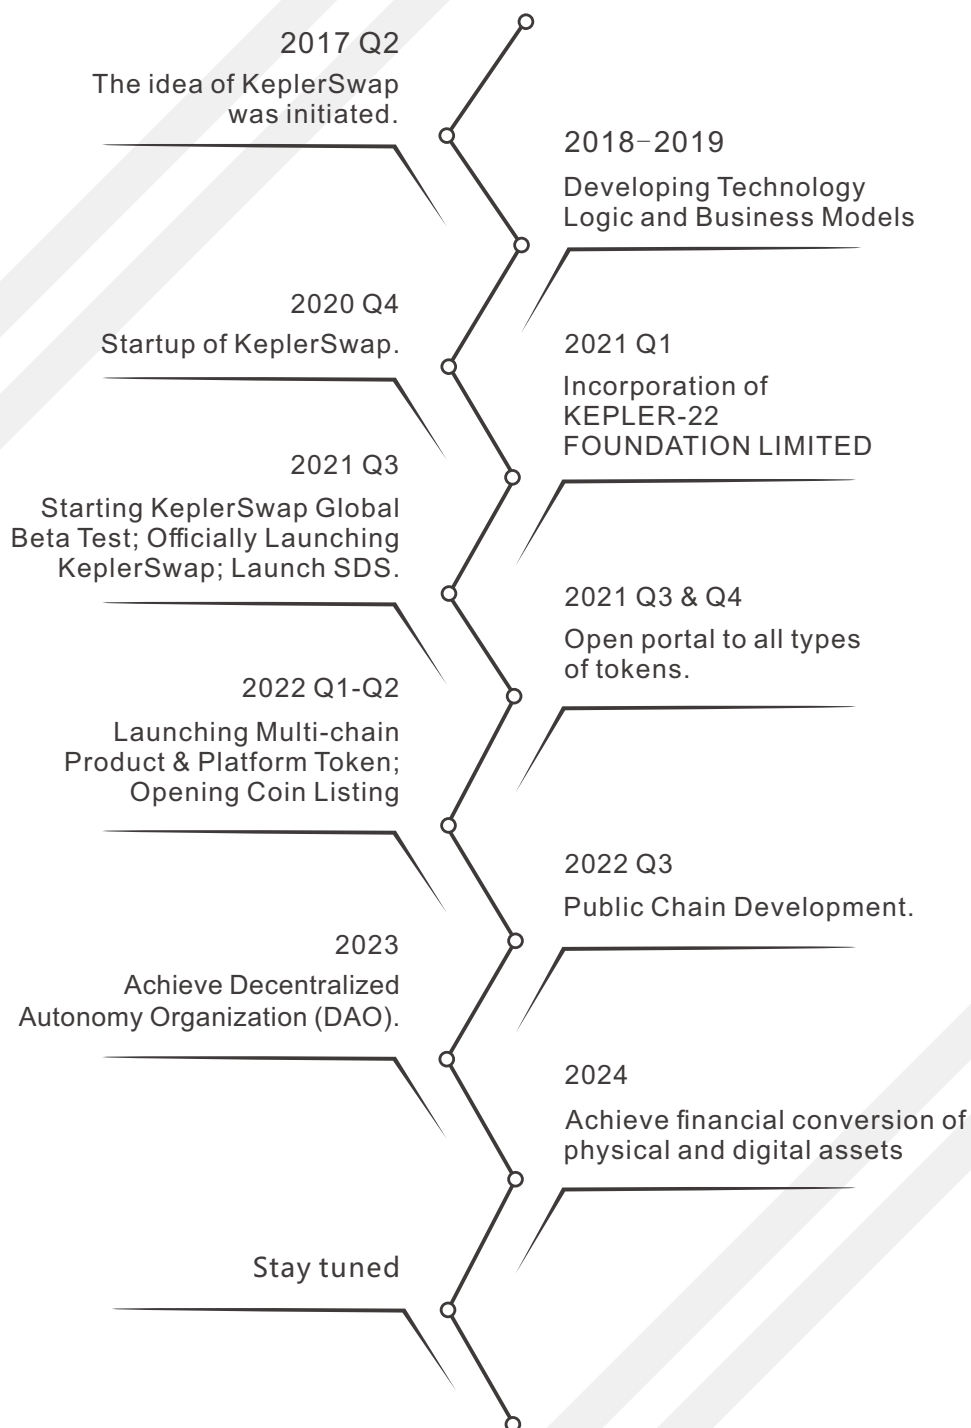 2017 Q2
The idea of KeplerSwap
was initiated.
2018–2019
Developing Technology
Logic and Business Models
2020 Q4
Startup of KeplerSwap.
2021 Q1
Incorporation of
KEPLER-22
FOUNDATION LIMITED
2021 Q3
Starting KeplerSwap Global
Beta Test; Officially Launching
KeplerSwap; Launch SDS.
2021 Q3 & Q4
Open portal to all types
of tokens.
2022 Q1-Q2
Launching Multi-chain
Product & Platform Token;
Opening Coin Listing
2022 Q3
Public Chain Development.
2023
Achieve Decentralized
Autonomy Organization (DAO).
2024
Achieve financial conversion of
physical and digital assets
Stay tuned